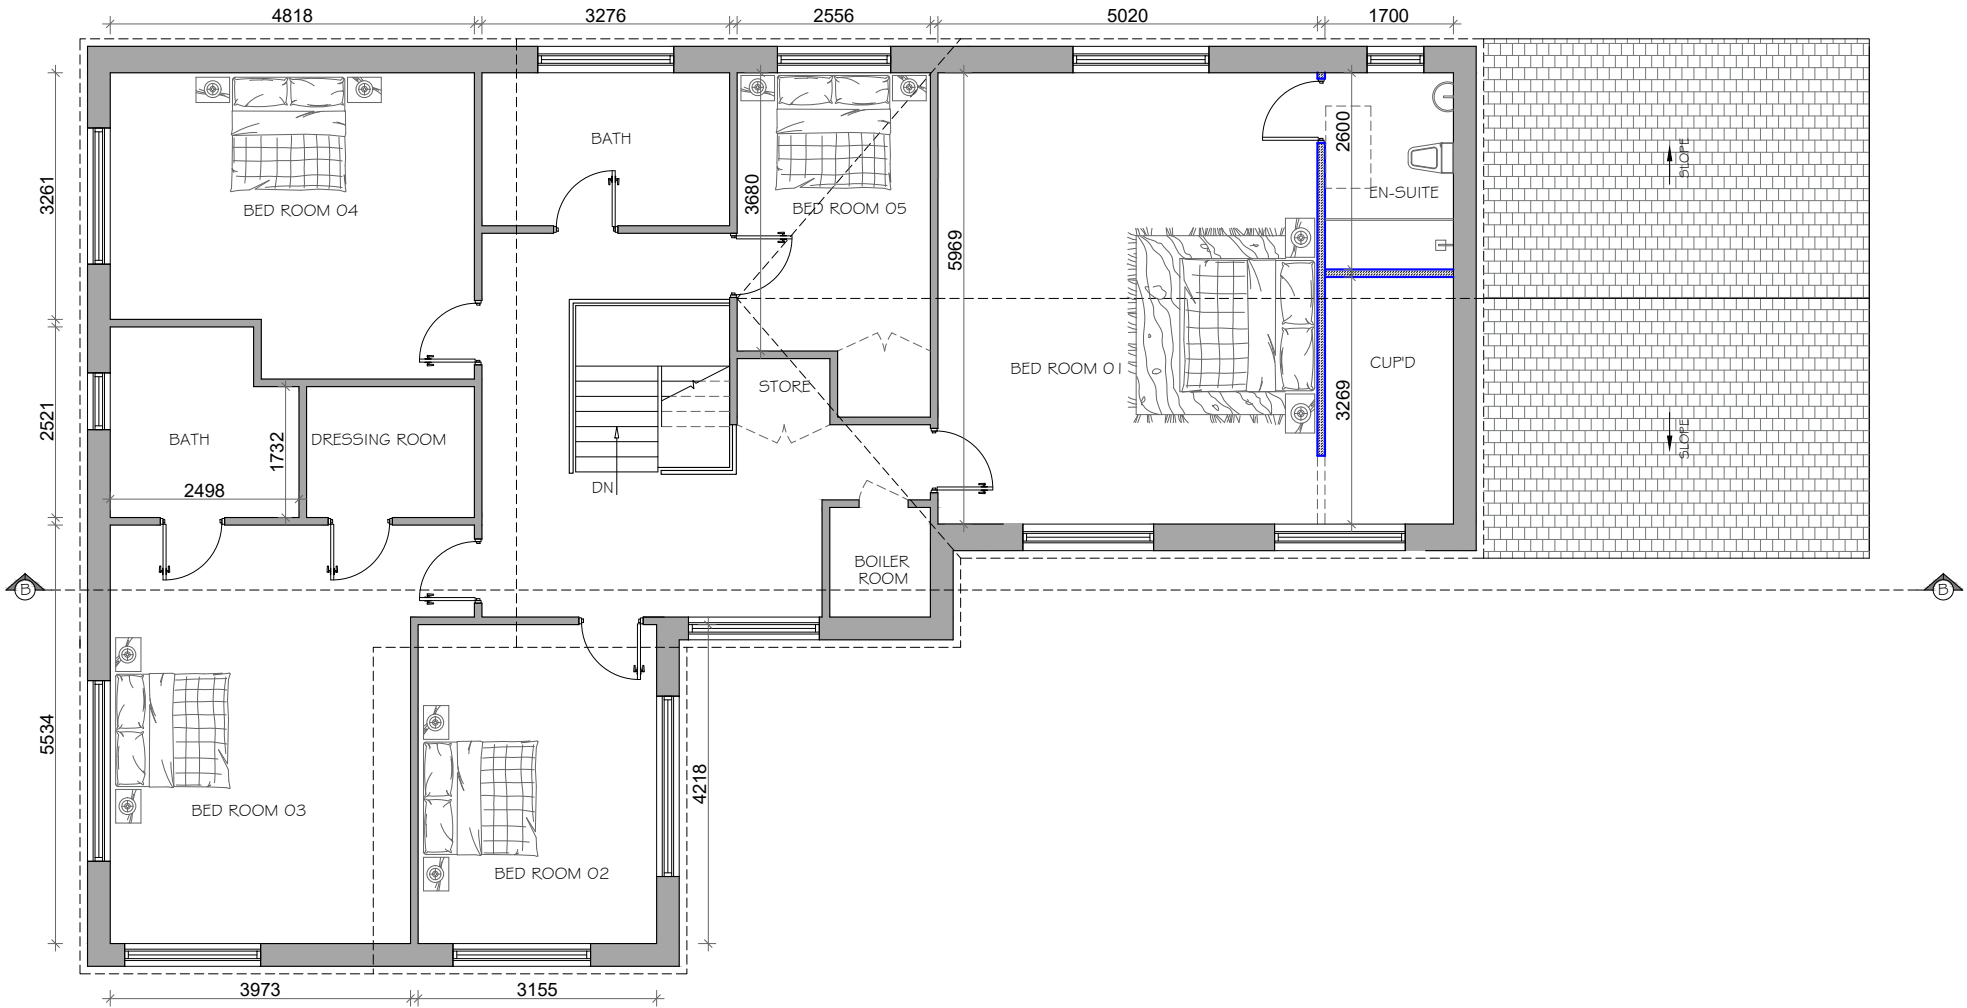 4818
3276
2556
5020
1700
3261
BED ROOM 04
BATH
3680
BED ROOM 05
5969
2600
EN-SUITE
SLOPE
2521
BATH
1732
DRESSING ROOM
2498
STORE
DN
BED ROOM 01
3269
CUP'D
SLOPE
BOILER
ROOM
B
B
5534
BED ROOM 03
4218
BED ROOM 02
3973
3155